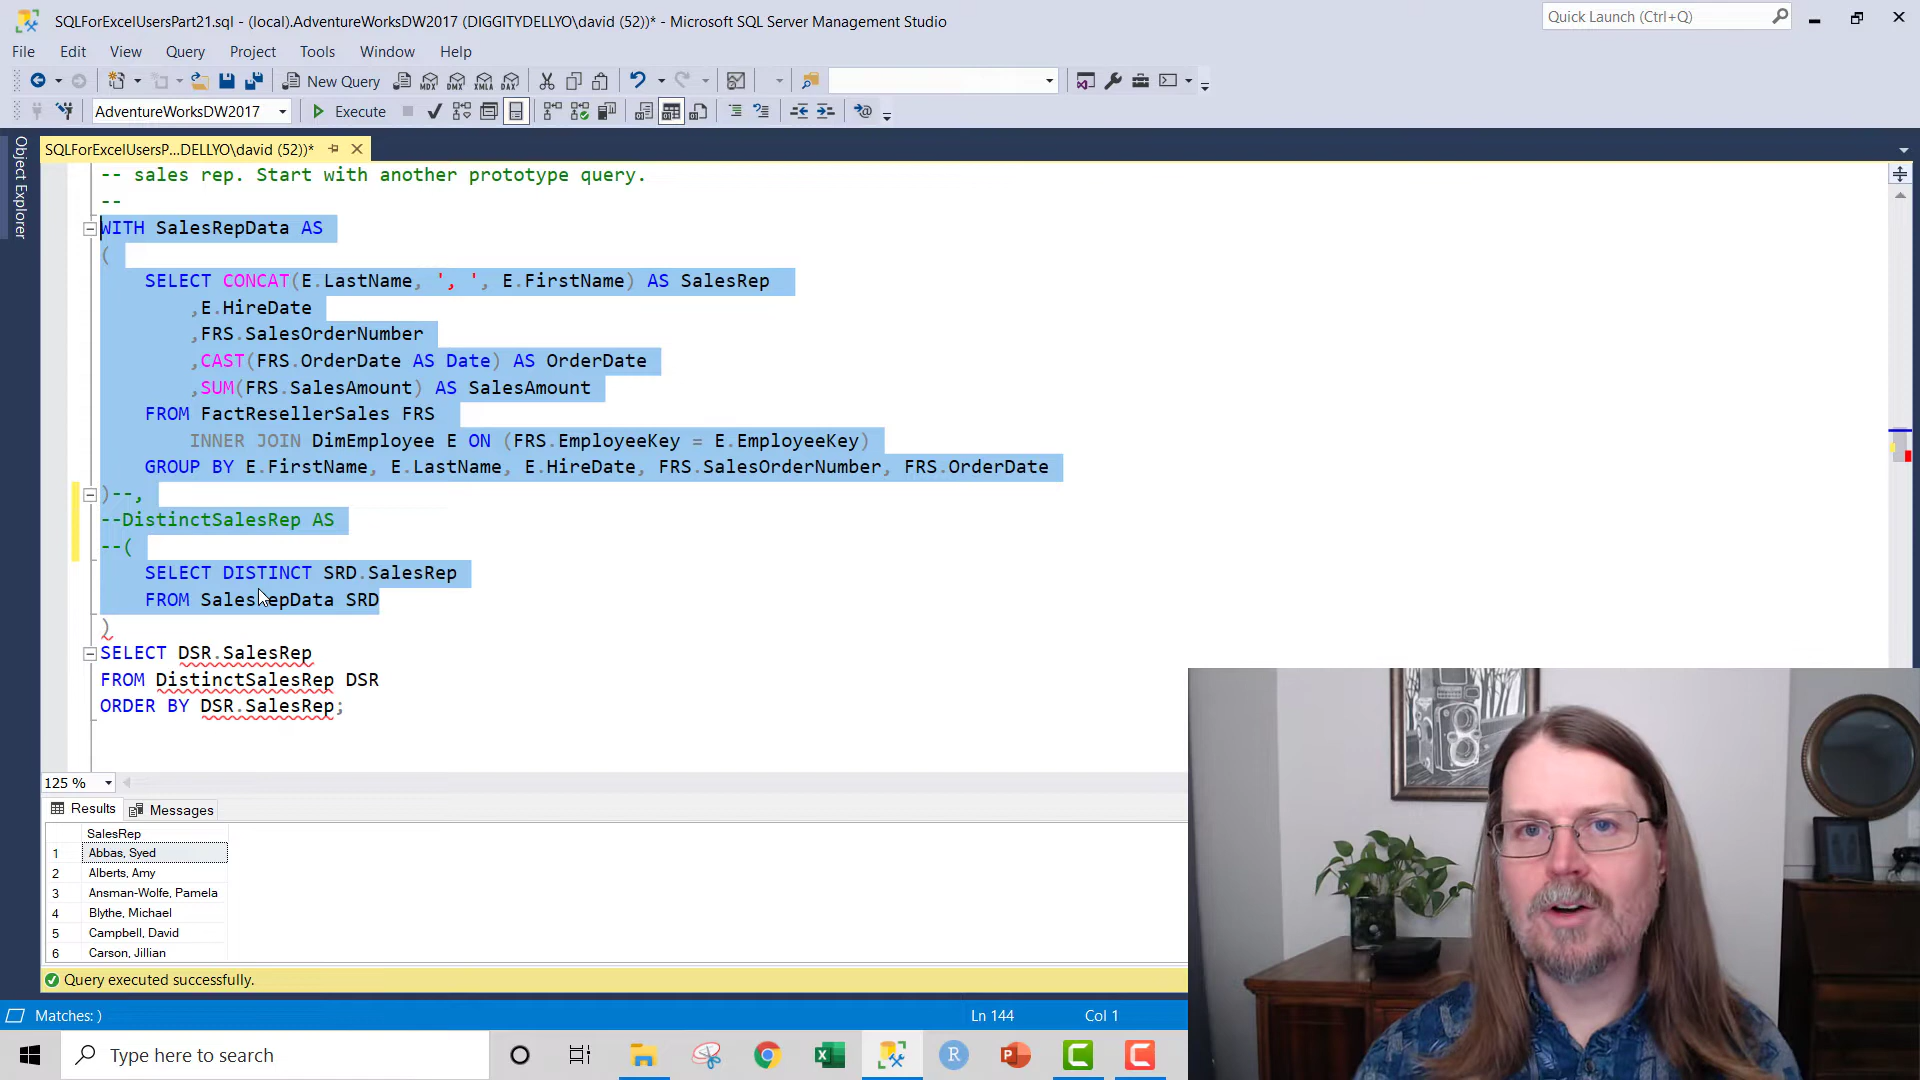 SQLForExcelUsersPart21.sql - (local).AdventureWorksDW2017 (DIGGITYDELLYO\david (52))* - Microsoft SQL Server Management Studio
Quick Launch (Ctrl+Q)
File Edit View Query Project Tools Window Help
New Query
AdventureWorksDW2017 Execute
Object Explorer
SQLForExcelUsersP...DELLYO\david (52))*
-- sales rep. Start with another prototype query.
--
WITH SalesRepData AS
(
SELECT CONCAT(E.LastName, ', ', E.FirstName) AS SalesRep
,E.HireDate
,FRS.SalesOrderNumber
,CAST(FRS.OrderDate AS Date) AS OrderDate
,SUM(FRS.SalesAmount) AS SalesAmount
FROM FactResellerSales FRS
INNER JOIN DimEmployee E ON (FRS.EmployeeKey = E.EmployeeKey)
GROUP BY E.FirstName, E.LastName, E.HireDate, FRS.SalesOrderNumber, FRS.OrderDate
)--,
--DistinctSalesRep AS
--(
SELECT DISTINCT SRD.SalesRep
FROM SalesRepData SRD
)
SELECT DSR.SalesRep
FROM DistinctSalesRep DSR
ORDER BY DSR.SalesRep;
125 %
Results Messages
SalesRep
1 Abbas, Syed
2 Alberts, Amy
3 Ansman-Wolfe, Pamela
4 Blythe, Michael
5 Campbell, David
6 Carson, Jillian
Query executed successfully.
Matches: ) Ln 144 Col 1
Type here to search